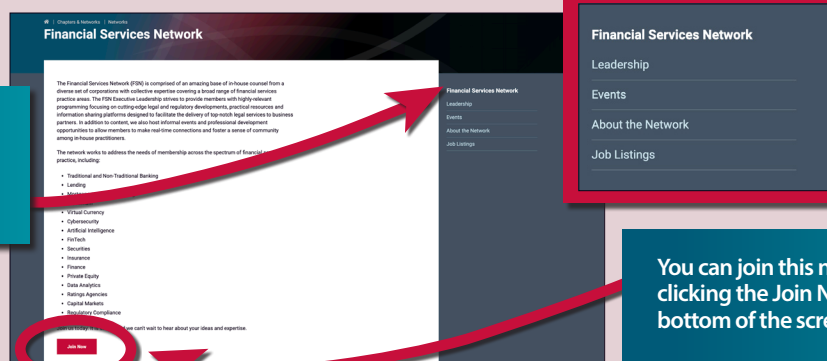 Chapters & Networks | Networks
Financial Services Network
The Financial Services Network (FSN) is comprised of an amazing base of in-house counsel from a
diverse set of corporations with collective expertise covering a broad range of financial services
practice areas. The FSN Executive Leadership strives to provide members with highly-relevant
programming focusing on cutting-edge legal and regulatory developments, practical resources and
information sharing platforms designed to facilitate the delivery of top-notch legal services to business
partners. In addition to content, we also host informal events and professional development
opportunities to allow members to make real-time connections and foster a sense of community
among in-house practitioners.
The network works to address the needs of membership across the spectrum of financial
practice, including:
• Traditional and Non-Traditional Banking
• Lending
• Virtual Currency
• Cybersecurity
• Artificial Intelligence
• FinTech
• Securities
• Insurance
• Finance
• Private Equity
• Data Analytics
• Ratings Agencies
• Capital Markets
• Regulatory Compliance
we can't wait to hear about your ideas and expertise.
Join Now
Financial Services Network
Leadership
Events
About the Network
Job Listings
Financial Services Network
Leadership
Events
About the Network
Job Listings
You can join this
clicking the Join
bottom of the